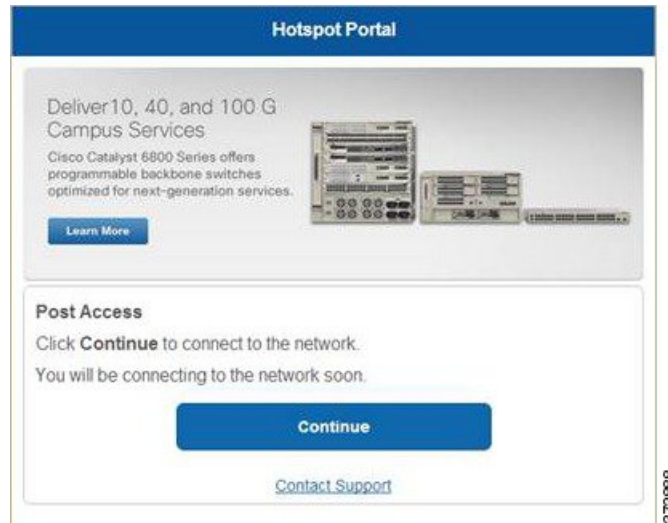 Hotspot Portal
Deliver10, 40, and 100 G
Campus Services
Cisco Catalyst 6800 Series offers
programmable backbone switches
optimized for next-generation services.
Learn More
Post Access
Click Continue to connect to the network.
You will be connecting to the network soon.
Continue
Contact Support